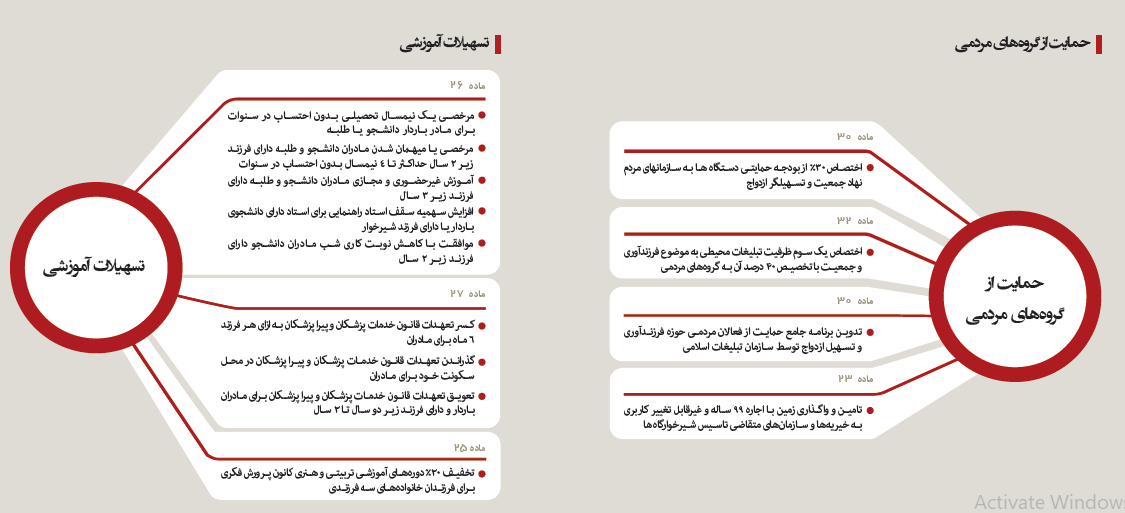 حمایت از گروه‌های مردمی
ماده ۳۰
اختصاص ۳۰٪ از بودجه حمایتی دستگاه ها به سازمانهای مردم
نهاد جمعیت و تسهیلگر ازدواج
ماده ۳۲
اختصاص یک سوم ظرفیت تبلیغات محیطی به موضوع فرزندآوری
و جمعیت با تخصیص ۴۰ درصد آن به گروه‌های مردمی
ماده ۳۰
تدوین برنامه جامع حمایت از فعالان مردمی حوزه فرزندآوری
و تسهیل ازدواج توسط سازمان تبلیغات اسلامی
ماده ۲۳
تامین و واگذاری زمین با اجاره ۹۹ ساله و غیرقابل تغییر کاربری
به خیریه‌ها و سازمان‌های متقاضی تاسیس شیرخوارگاه‌ها
حمایت از
گروه‌های مردمی
تسهیلات آموزشی
ماده ۲۶
مرخصی یک نیمسال تحصیلی بدون احتساب در سنوات
برای مادر باردار دانشجو یا طلبه
مرخصی یا میهمان شدن مادران دانشجو و طلبه دارای فرزند
زیر ۲ سال حداکثر تا ٤ نیمسال بدون احتساب در سنوات
آموزش غیرحضوری و مجازی مادران دانشجو و طلبه دارای
فرزند زیر ۳ سال
افزایش سهمیه سقف استاد راهنمایی برای استاد دارای دانشجوی
باردار یا دارای فرزند شیرخوار
موافقت با کاهش نوبت کاری شب مادران دانشجو دارای
فرزند زیر ۲ سال
ماده ۲۷
کسر تعهدات قانون خدمات پزشکان و پیرا پزشکان به ازای هر فرزند
٦ ماه برای مادران
گذراندن تعهدات قانون خدمات پزشکان و پیرا پزشکان در محل
سکونت خود برای مادران
تعویق تعهدات قانون خدمات پزشکان و پیرا پزشکان برای مادران
باردار و دارای فرزند زیر دو سال تا ۳ سال
ماده ۲۵
تخفیف ۲۰٪ دوره‌های آموزشی تربیتی و هنری کانون پرورش فکری
برای فرزندان خانواده‌های سه فرزندی
تسهیلات آموزشی
Activate Windows